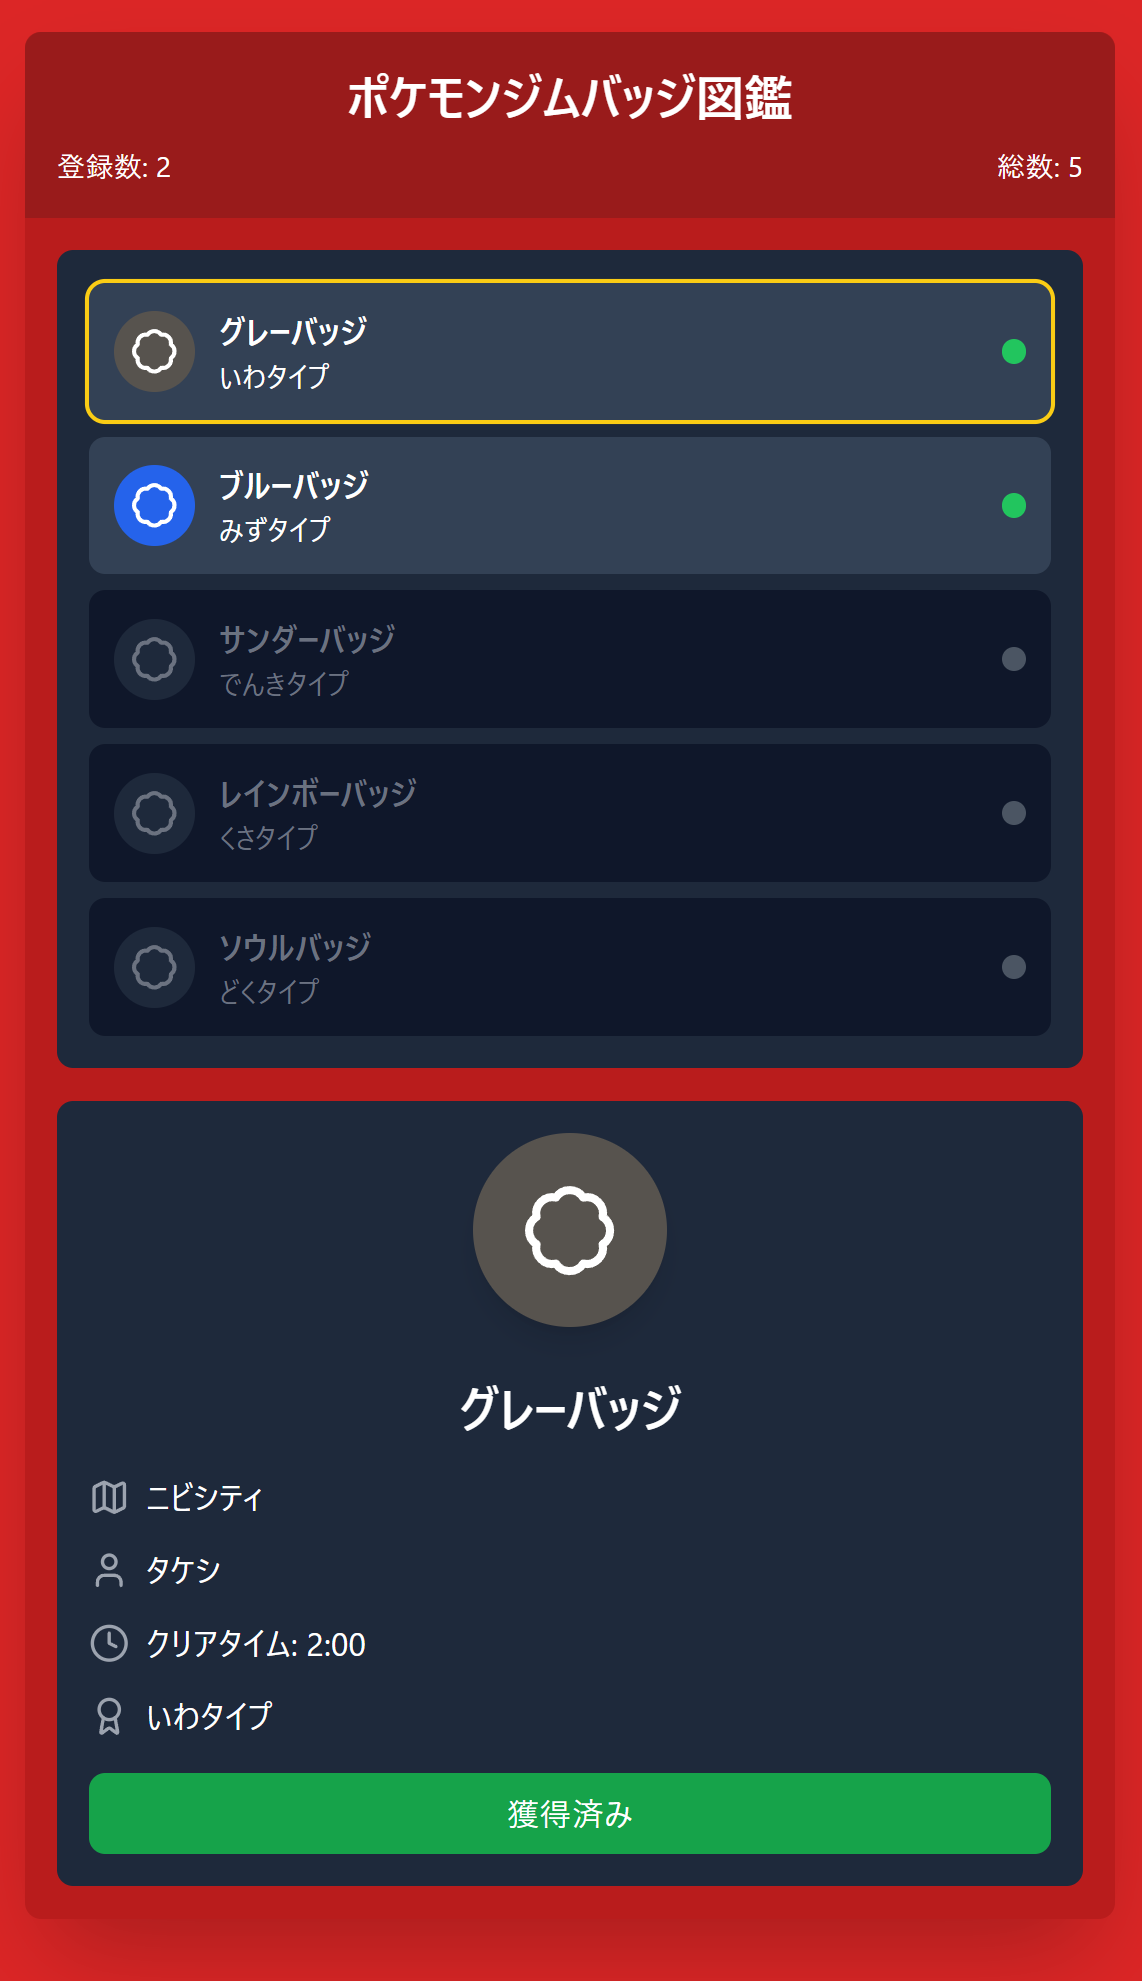 ポケモンジムバッジ図鑑
登録数: 2
総数: 5
グレーバッジ
いわタイプ
ブルーバッジ
みずタイプ
サンダーバッジ
でんきタイプ
レインボーバッジ
くさタイプ
ソウルバッジ
どくタイプ
グレーバッジ
ニビシティ
タケシ
クリアタイム: 2:00
いわタイプ
獲得済み